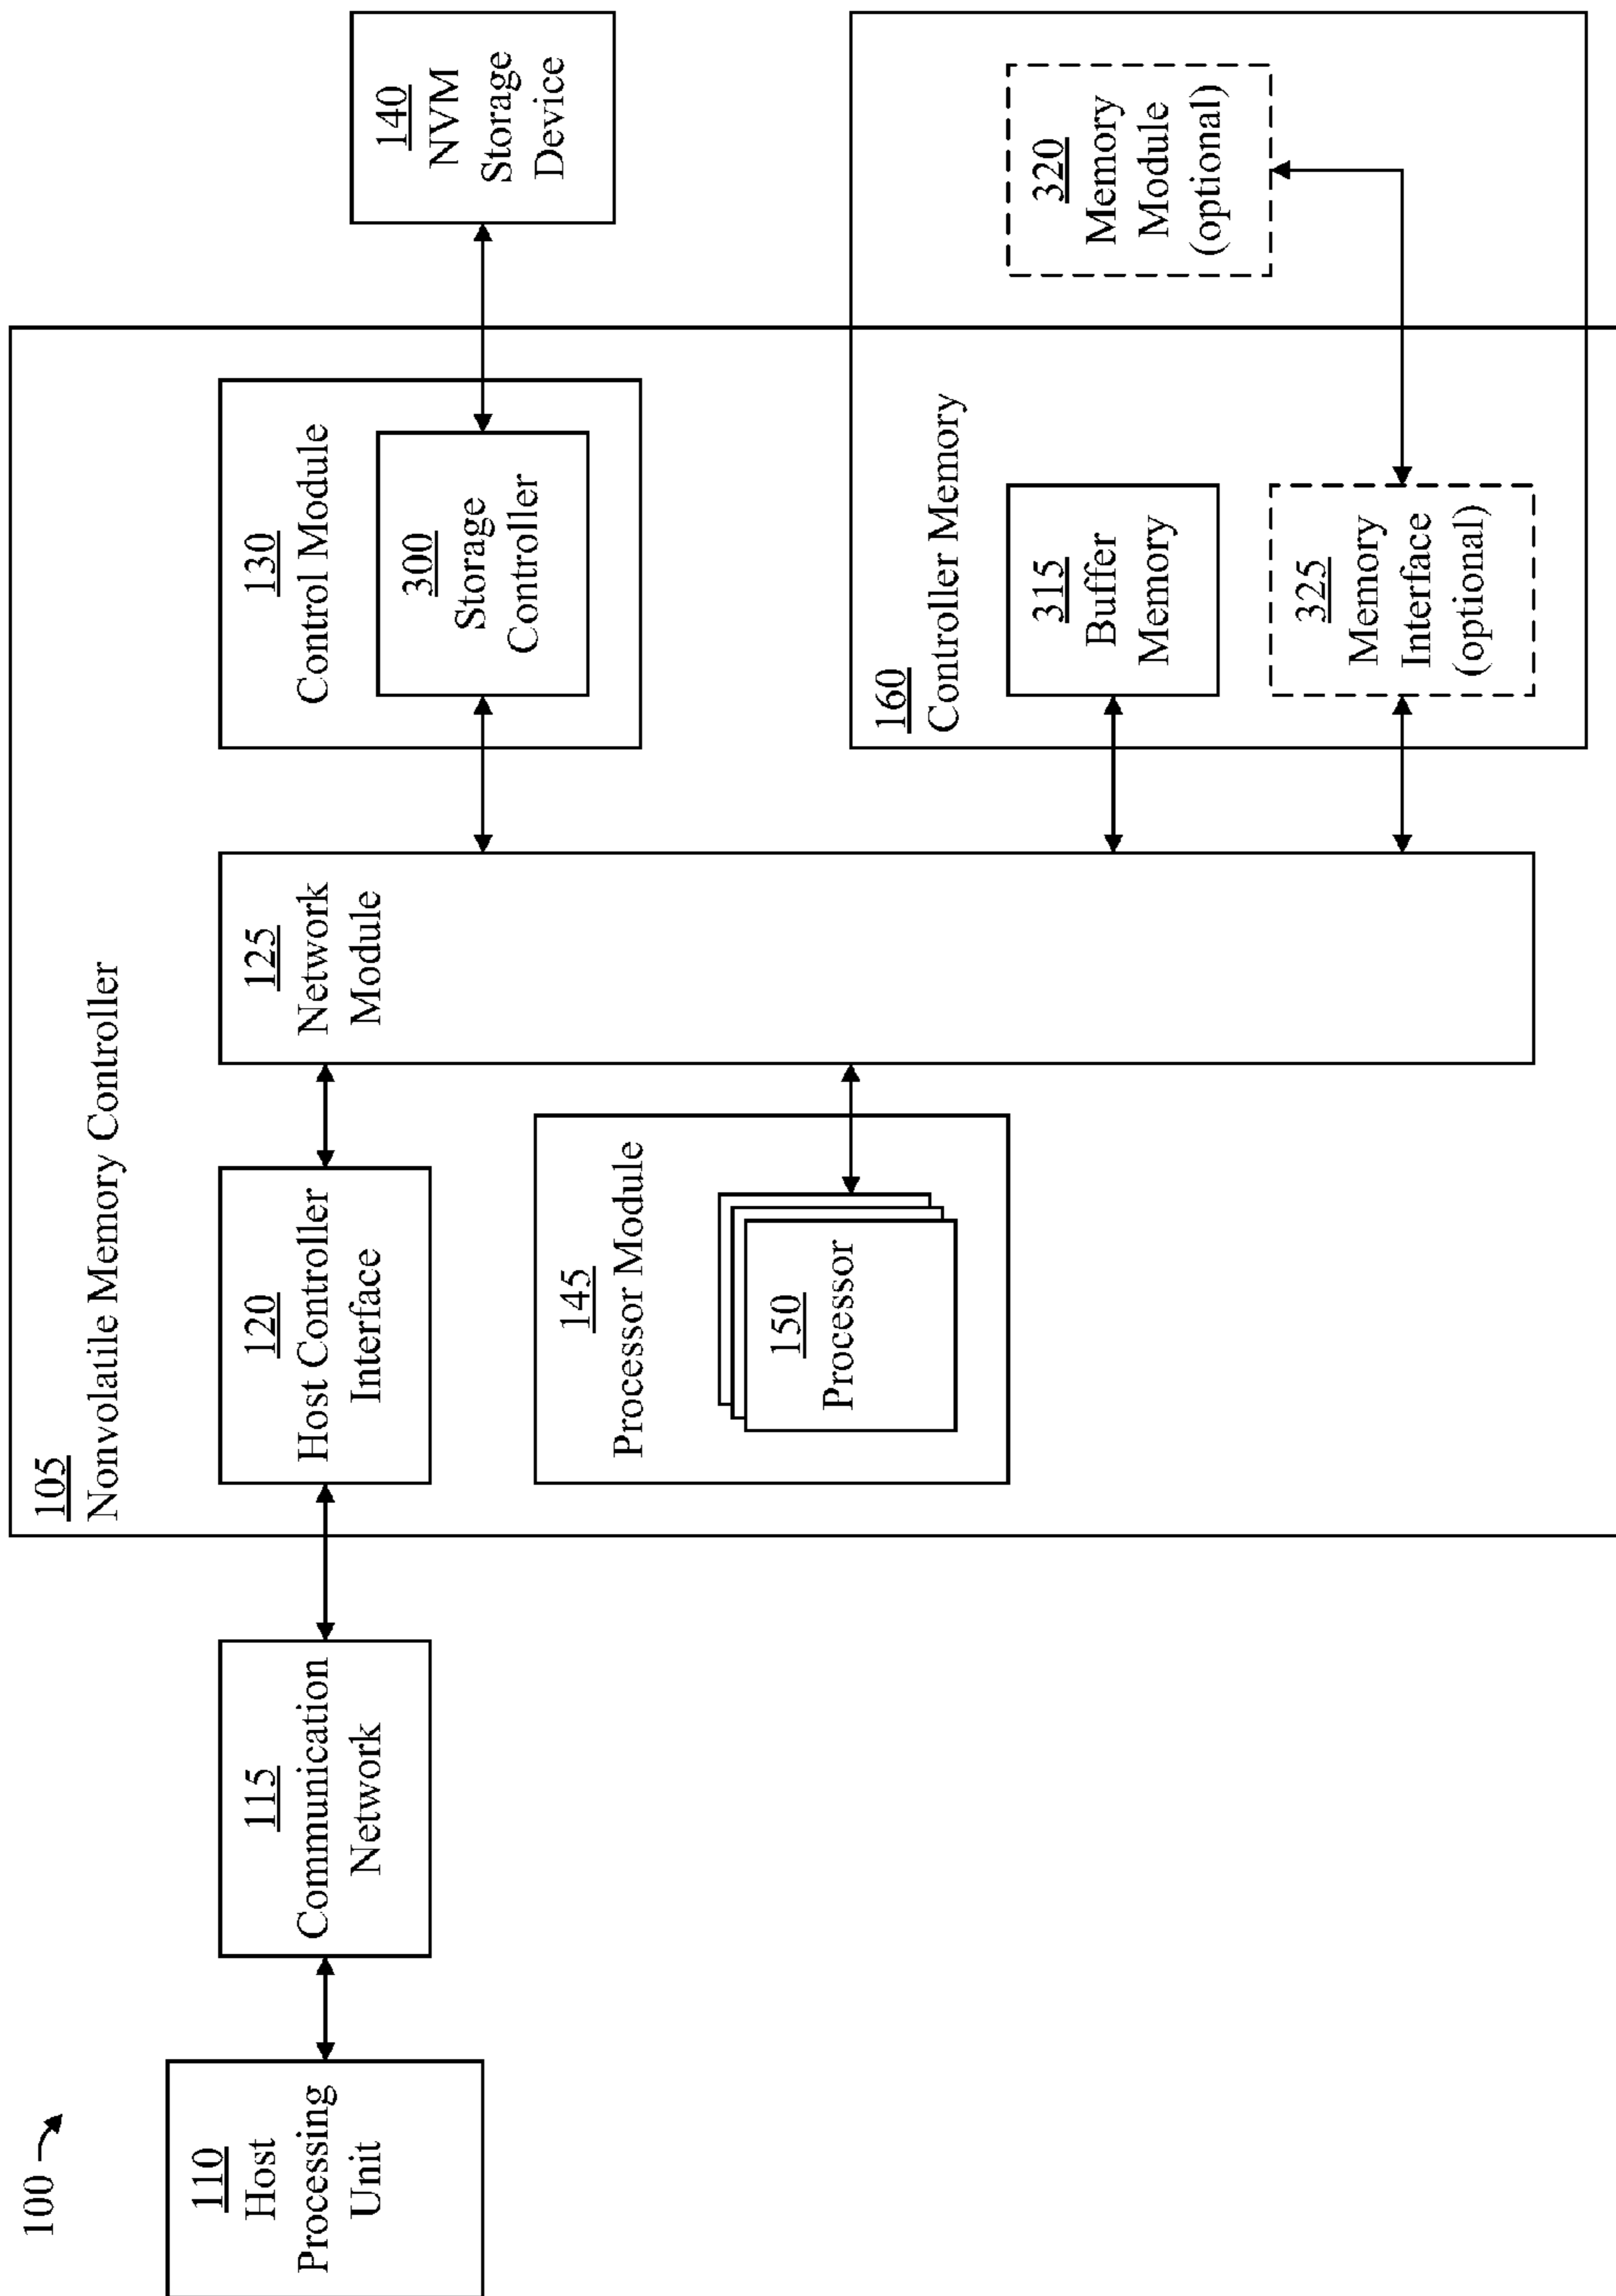 100
110
Host
Processing
Unit
115
Communication
Network
105
Nonvolatile Memory Controller
120
Host Controller
Interface
145
Processor Module
150
Processor
125
Network
Module
130
Control Module
300
Storage
Controller
140
NVM
Storage
Device
160
Controller Memory
315
Buffer
Memory
325
Memory
Interface
(optional)
320
Memory
Module
(optional)